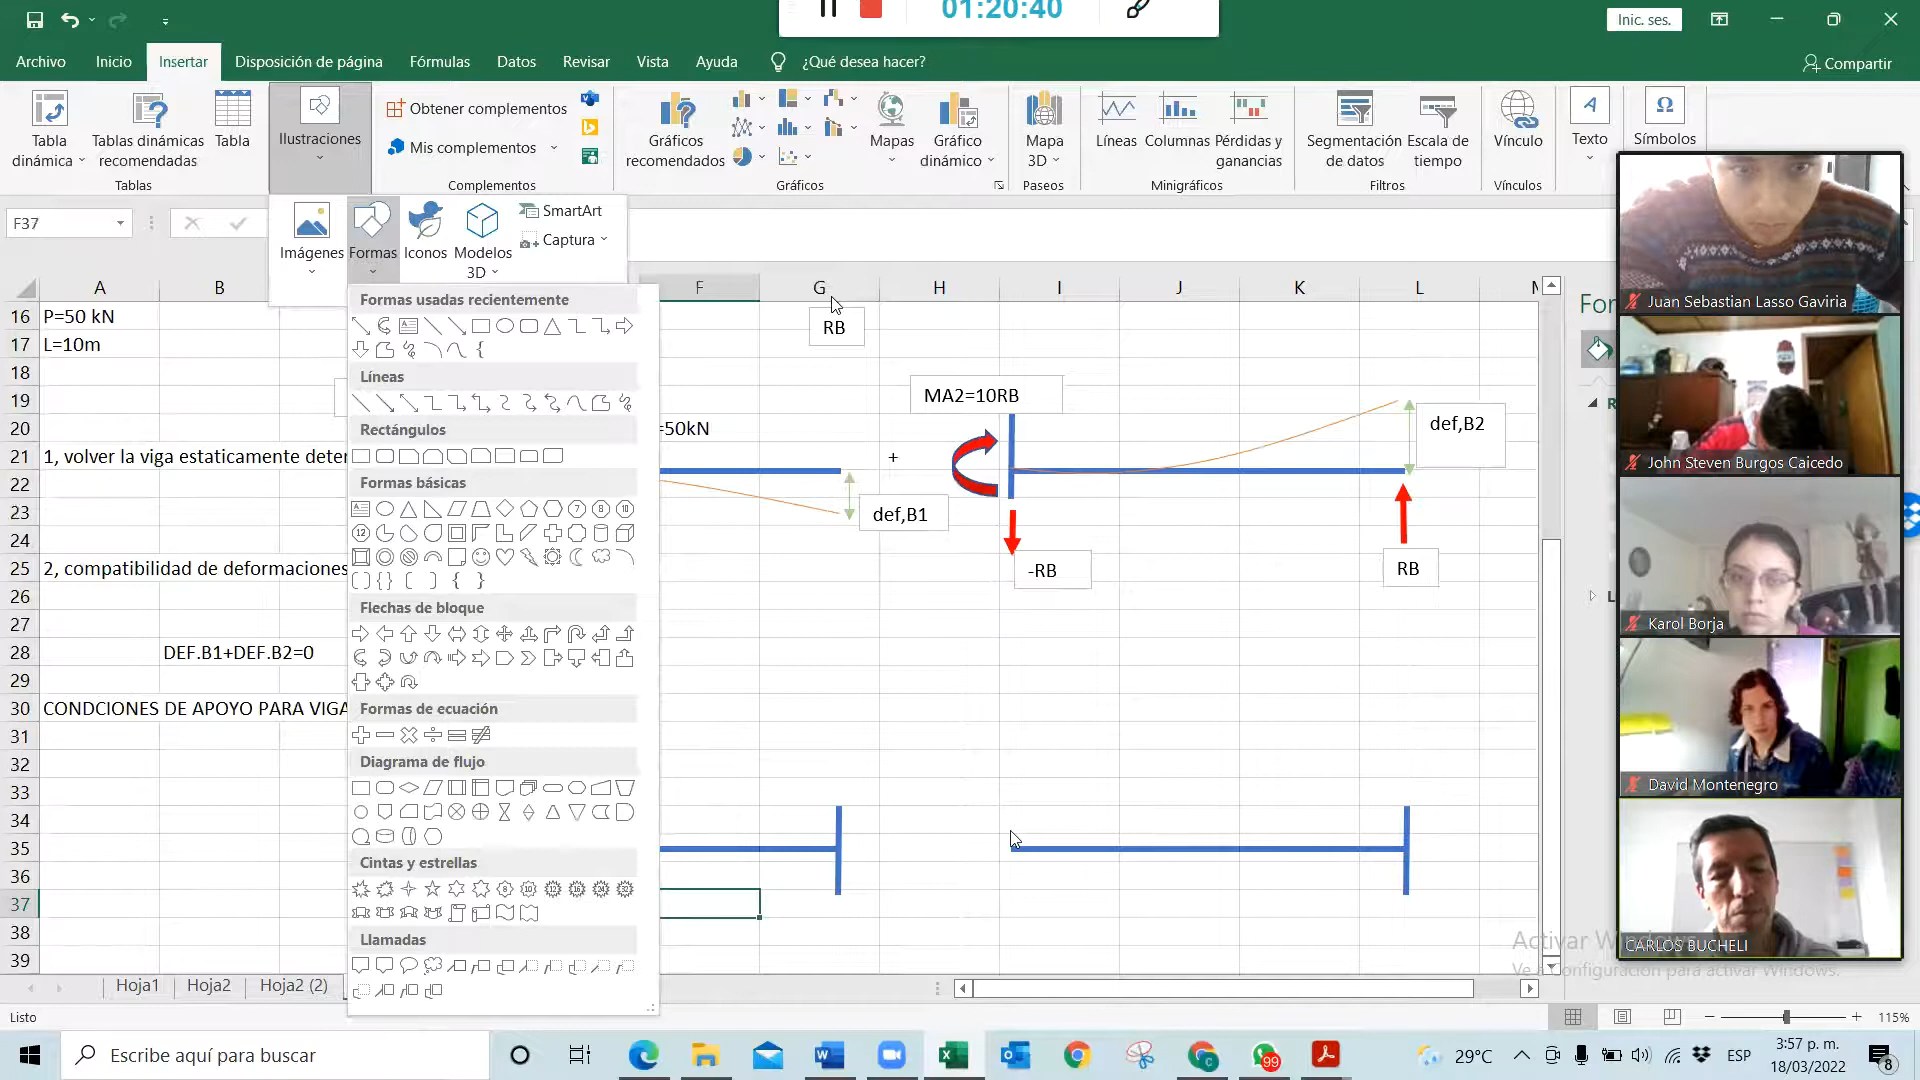 01:20:40
Inic. ses.
Archivo Inicio Insertar Disposición de página Fórmulas Datos Revisar Vista Ayuda ¿Qué desea hacer? Compartir
Tabla dinámica
Tablas dinámicas recomendadas
Tabla
Tablas
Ilustraciones
Obtener complementos
Mis complementos
Complementos
Gráficos recomendados
Mapas
Gráfico dinámico
Gráficos
Mapa 3D
Paseos
Líneas
Columnas
Pérdidas y ganancias
Minigráficos
Segmentación de datos
Escala de tiempo
Filtros
Vínculo
Vínculos
Texto
Símbolos
F37
Imágenes
Formas
Iconos
Modelos 3D
SmartArt
Captura
Formas usadas recientemente
Líneas
Rectángulos
Formas básicas
Flechas de bloque
Formas de ecuación
Diagrama de flujo
Cintas y estrellas
Llamadas
A B F G H I J K L
16 P=50 kN
17 L=10m
18
19
20
21 1, volver la viga estaticamente deter
22
23
24
25 2, compatibilidad de deformaciones
26
27
28 DEF.B1+DEF.B2=0
29
30 CONDCIONES DE APOYO PARA VIGA
31
32
33
34
35
36
37
38
39
RB
MA2=10RB
=50kN
+
def,B1
def,B2
-RB
RB
Juan Sebastian Lasso Gaviria
John Steven Burgos Caicedo
Karol Borja
David Montenegro
CARLOS BUCHELI
Ve a Configuración para activar Windows.
Hoja1 Hoja2 Hoja2 (2)
Listo
115%
Escribe aquí para buscar
99
29°C
ESP
3:57 p. m.
18/03/2022
8